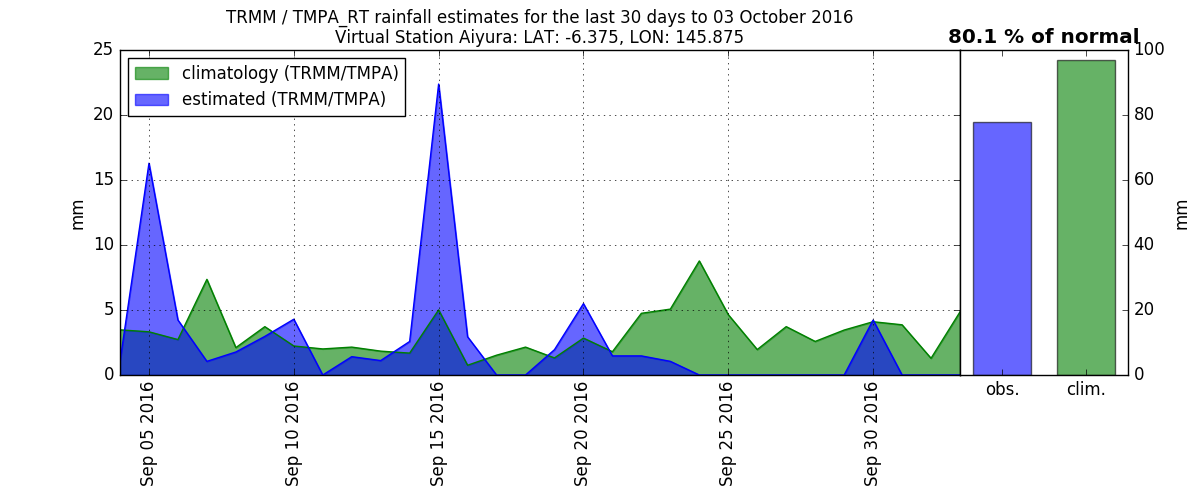 TRMM / TMPA_RT rainfall estimates for the last 30 days to 03 October 2016
Virtual Station Aiyura: LAT: -6.375, LON: 145.875
80.1 % of normal
climatology (TRMM/TMPA)
estimated (TRMM/TMPA)
25
20
15
10
5
0
mm
Sep 05 2016
Sep 10 2016
Sep 15 2016
Sep 20 2016
Sep 25 2016
Sep 30 2016
100
80
60
40
20
0
mm
obs.
clim.